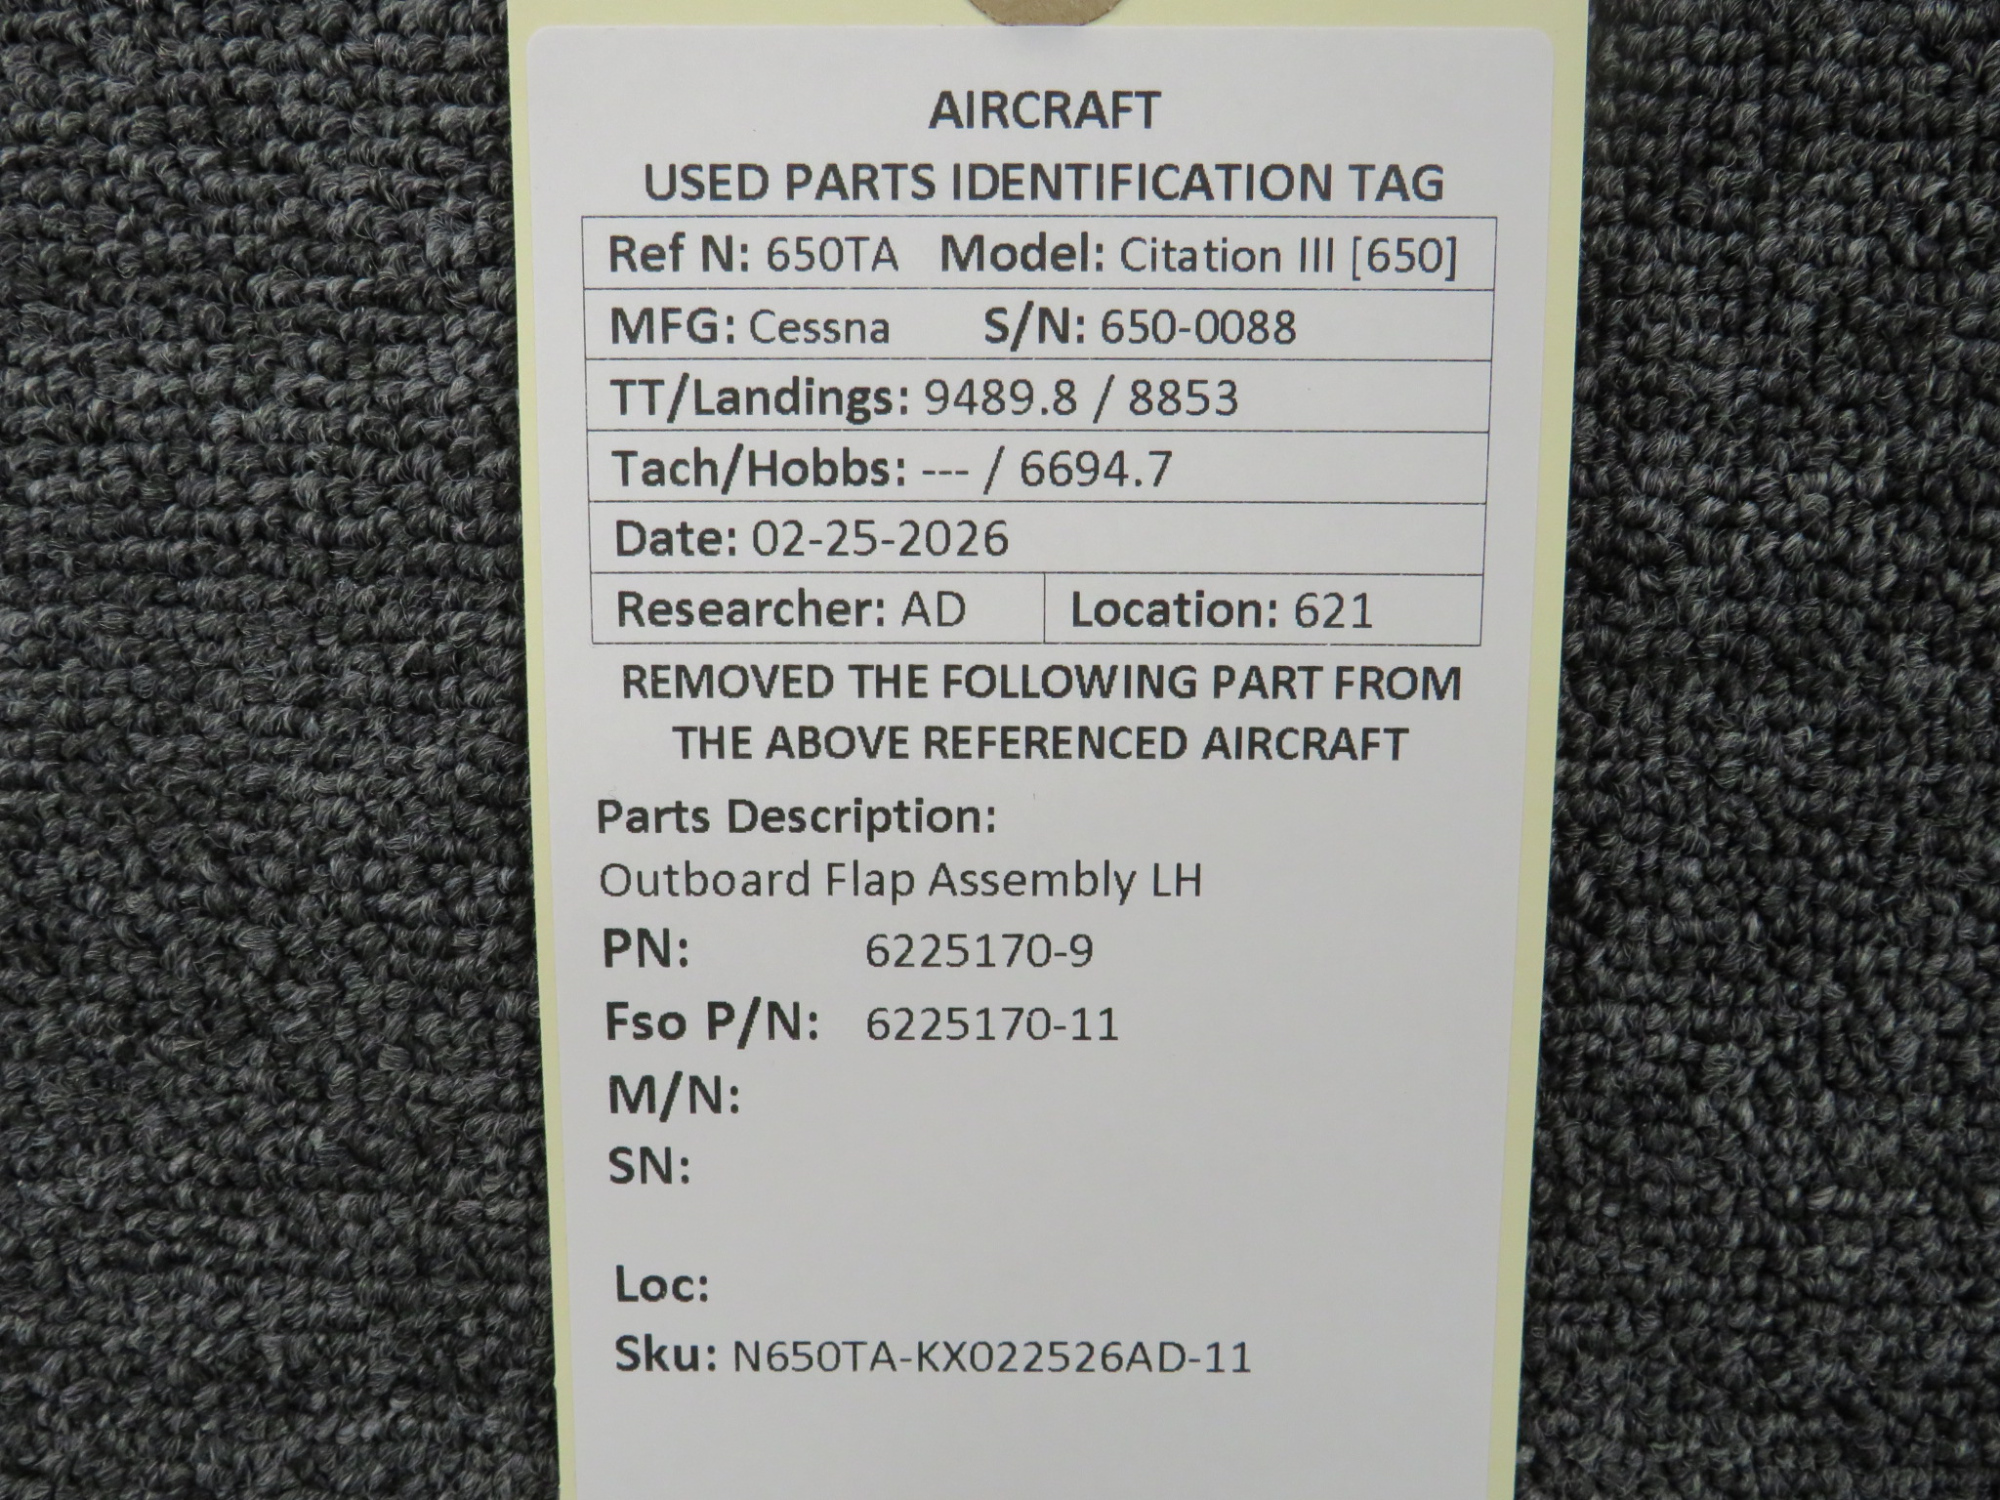 AIRCRAFT
USED PARTS IDENTIFICATION TAG
Ref N: 650TA Model: Citation III [650]
MFG: Cessna S/N: 650-0088
TT/Landings: 9489.8 / 8853
Tach/Hobbs: --- / 6694.7
Date: 02-25-2026
Researcher: AD Location: 621
REMOVED THE FOLLOWING PART FROM
THE ABOVE REFERENCED AIRCRAFT
Parts Description:
Outboard Flap Assembly LH
PN: 6225170-9
Fso P/N: 6225170-11
M/N:
SN:
Loc:
Sku: N650TA-KX022526AD-11